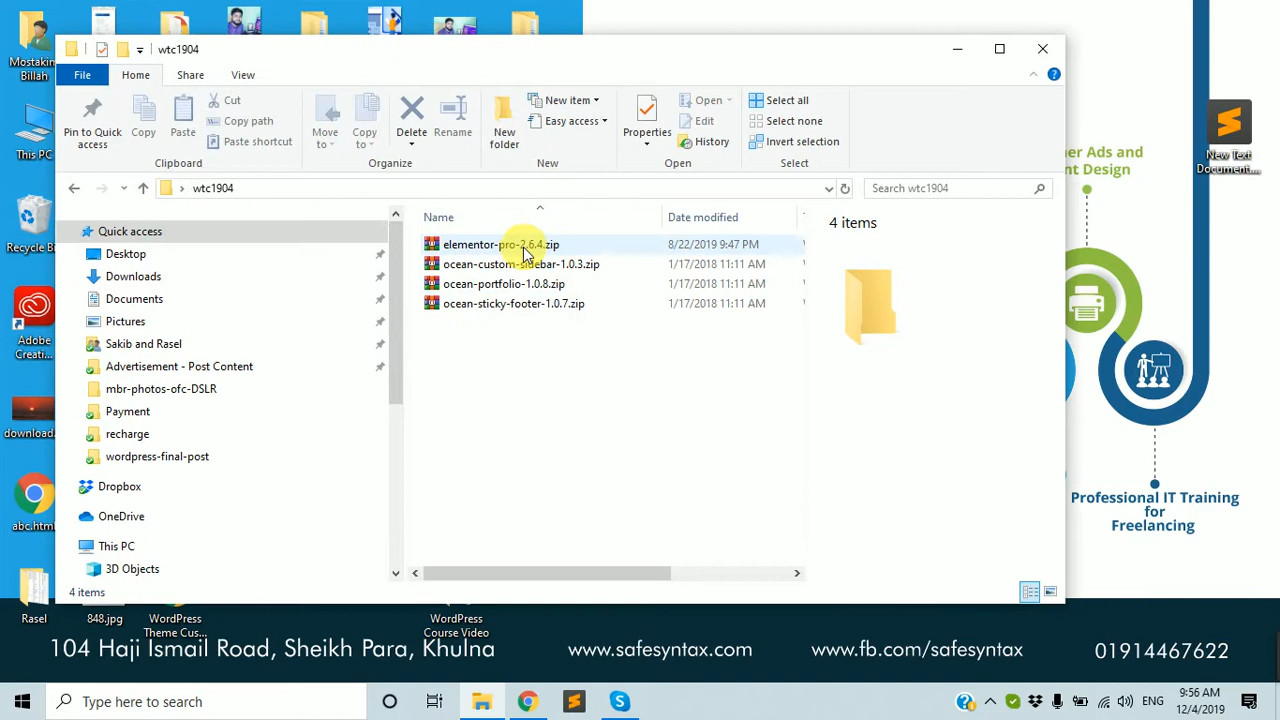 wtc1904
File
Home
Share
View
Pin to Quick
access
Copy
Paste
Cut
Copy path
Paste shortcut
Clipboard
Move
to
Copy
to
Delete
Rename
Organize
New
folder
New item
Easy access
New
Properties
Open
Edit
History
Open
Select all
Select none
Invert selection
Select
wtc1904
Search wtc1904
Quick access
Desktop
Downloads
Documents
Pictures
Sakib and Rasel
Advertisement - Post Content
mbr-photos-ofc-DSLR
Payment
recharge
wordpress-final-post
Dropbox
OneDrive
This PC
3D Objects
Name
Date modified
elementor-pro-2.6.4.zip
8/22/2019 9:47 PM
ocean-custom-sidebar-1.0.3.zip
1/17/2018 11:11 AM
ocean-portfolio-1.0.8.zip
1/17/2018 11:11 AM
ocean-sticky-footer-1.0.7.zip
1/17/2018 11:11 AM
4 items
4 items
Mostakim
Billah
This PC
Recycle Bi
Adobe
Creati...
download.
abc.html
Rasel
848.jpg
WordPress
Theme Cus...
WordPress
Course Video
New Text
Document....
er Ads and
t Design
Professional IT Training
for
Freelancing
104 Haji Ismail Road, Sheikh Para, Khulna
www.safesyntax.com
www.fb.com/safesyntax
01914467622
Type here to search
ENG
9:56 AM
12/4/2019